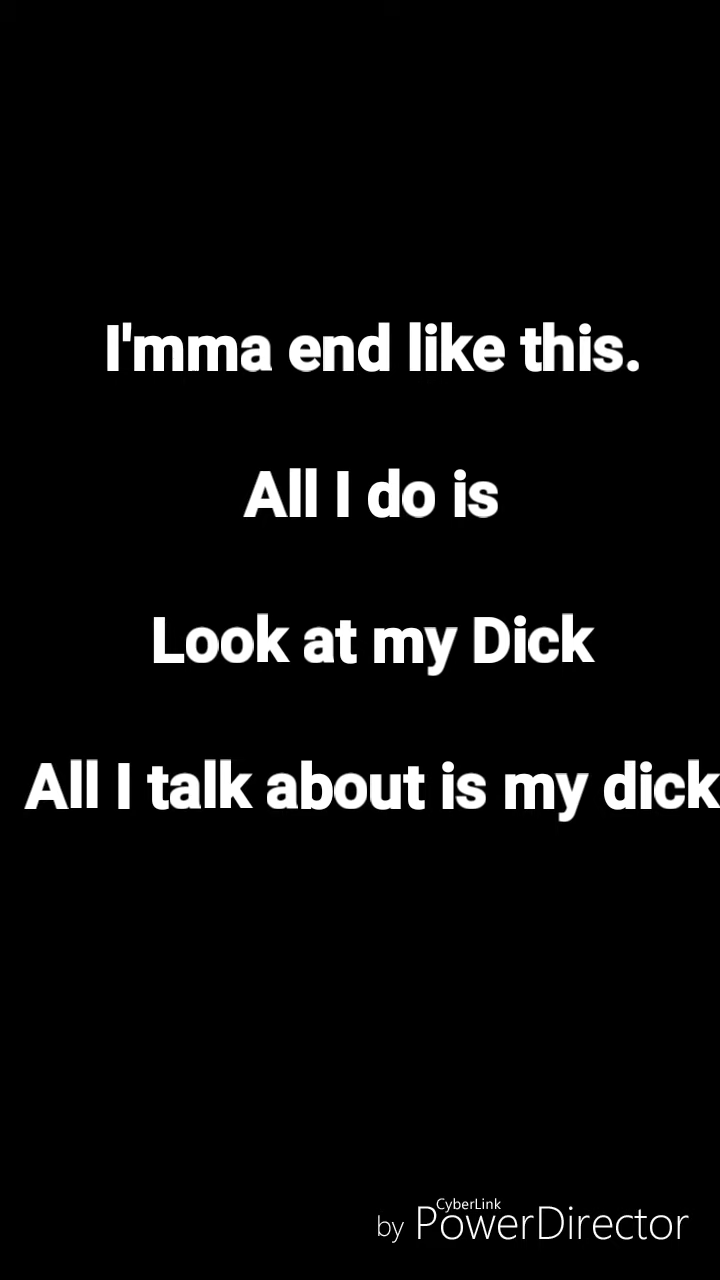 I'mma end like this.
All I do is
Look at my Dick
All I talk about is my dick
CyberLink
by PowerDirector